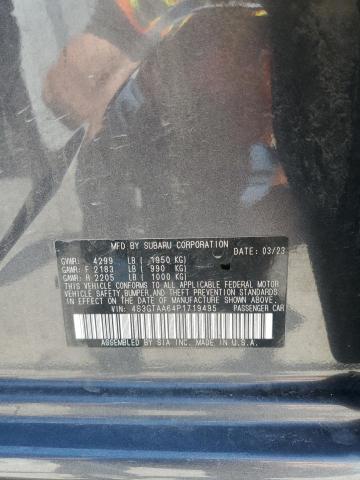 MFD BY SUBARU CORPORATION
DATE: 03/23
GVWR: 4299 LB ( 1950 KG)
GAWR: F 2183 LB ( 990 KG)
GAWR: R 2205 LB ( 1000 KG)
THIS VEHICLE CONFORMS TO ALL APPLICABLE FEDERAL MOTOR
VEHICLE SAFETY, BUMPER, AND THEFT PREVENTION STANDARDS
IN EFFECT ON THE DATE OF MANUFACTURE SHOWN ABOVE.
VIN: 4S3GTAA64P1719495 PASSENGER CAR
ASSEMBLED BY SIA INC. MADE IN U.S.A.